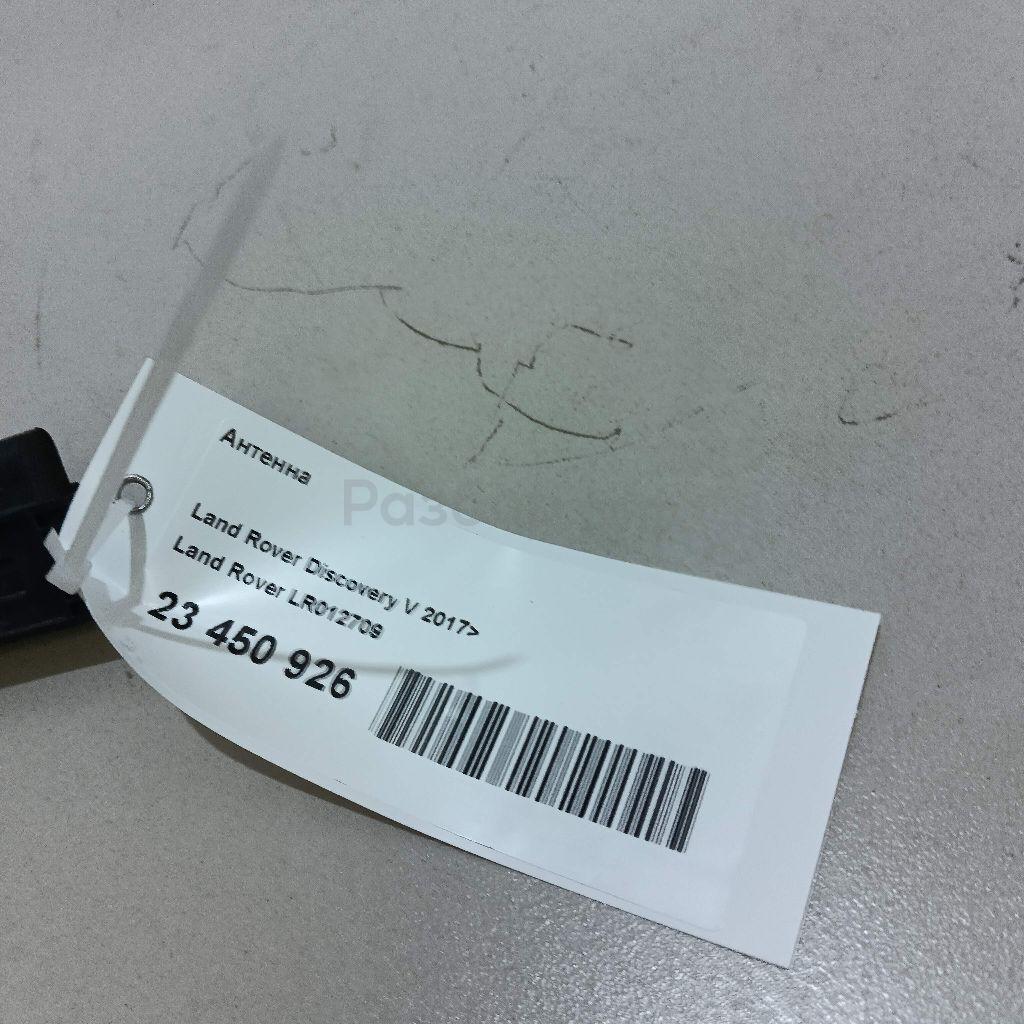 Антенна
Land Rover Discovery V 2017>
Land Rover LR012709
23 450 926